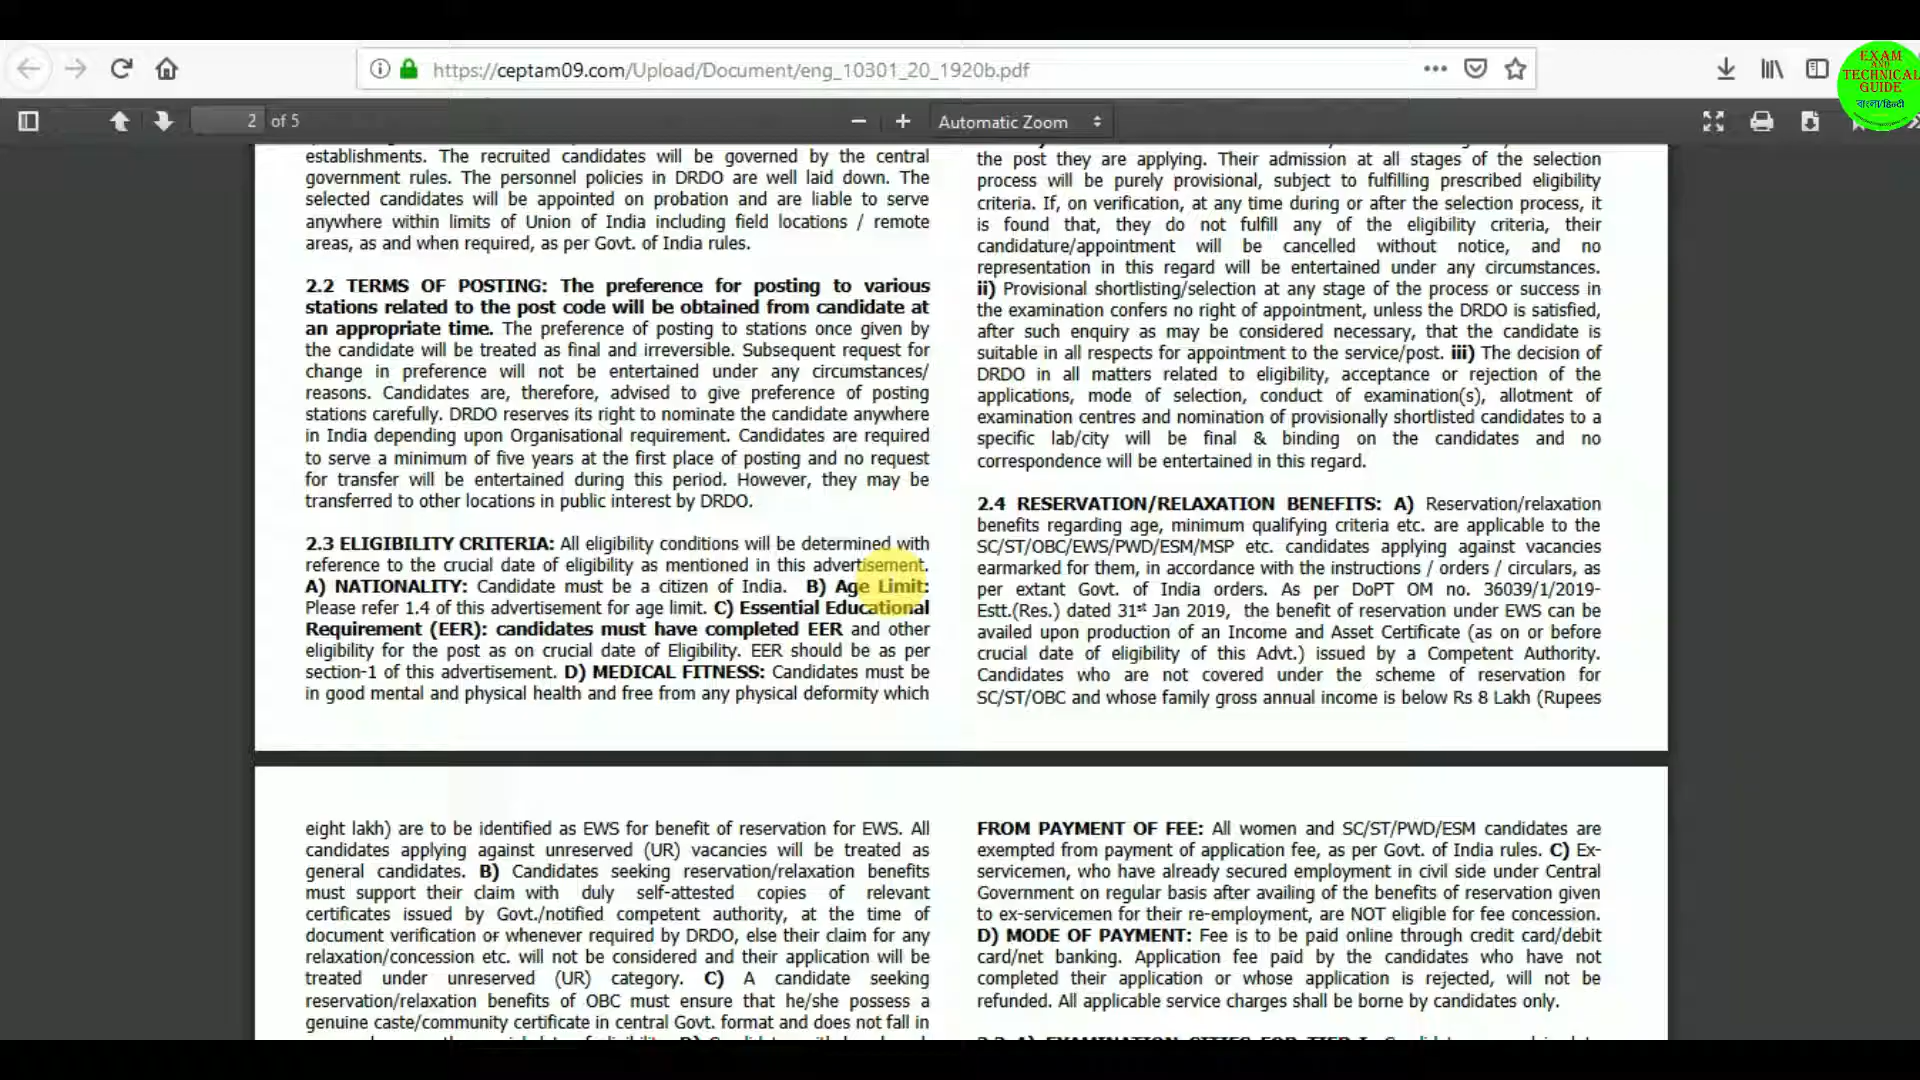 https://ceptam09.com/Upload/Document/eng_10301_20_1920b.pdf
EXAM
AND
TECHNICAL
GUIDE
বাংলা/हिन्दी
2 of 5
Automatic Zoom
establishments. The recruited candidates will be governed by the central
government rules. The personnel policies in DRDO are well laid down. The
selected candidates will be appointed on probation and are liable to serve
anywhere within limits of Union of India including field locations / remote
areas, as and when required, as per Govt. of India rules.
2.2 TERMS OF POSTING: The preference for posting to various
stations related to the post code will be obtained from candidate at
an appropriate time. The preference of posting to stations once given by
the candidate will be treated as final and irreversible. Subsequent request for
change in preference will not be entertained under any circumstances/
reasons. Candidates are, therefore, advised to give preference of posting
stations carefully. DRDO reserves its right to nominate the candidate anywhere
in India depending upon Organisational requirement. Candidates are required
to serve a minimum of five years at the first place of posting and no request
for transfer will be entertained during this period. However, they may be
transferred to other locations in public interest by DRDO.
2.3 ELIGIBILITY CRITERIA: All eligibility conditions will be determined with
reference to the crucial date of eligibility as mentioned in this advertisement.
A) NATIONALITY: Candidate must be a citizen of India. B) Age Limit:
Please refer 1.4 of this advertisement for age limit. C) Essential Educational
Requirement (EER): candidates must have completed EER and other
eligibility for the post as on crucial date of Eligibility. EER should be as per
section-1 of this advertisement. D) MEDICAL FITNESS: Candidates must be
in good mental and physical health and free from any physical deformity which
the post they are applying. Their admission at all stages of the selection
process will be purely provisional, subject to fulfilling prescribed eligibility
criteria. If, on verification, at any time during or after the selection process, it
is found that, they do not fulfill any of the eligibility criteria, their
candidature/appointment will be cancelled without notice, and no
representation in this regard will be entertained under any circumstances.
ii) Provisional shortlisting/selection at any stage of the process or success in
the examination confers no right of appointment, unless the DRDO is satisfied,
after such enquiry as may be considered necessary, that the candidate is
suitable in all respects for appointment to the service/post. iii) The decision of
DRDO in all matters related to eligibility, acceptance or rejection of the
applications, mode of selection, conduct of examination(s), allotment of
examination centres and nomination of provisionally shortlisted candidates to a
specific lab/city will be final & binding on the candidates and no
correspondence will be entertained in this regard.
2.4 RESERVATION/RELAXATION BENEFITS: A) Reservation/relaxation
benefits regarding age, minimum qualifying criteria etc. are applicable to the
SC/ST/OBC/EWS/PWD/ESM/MSP etc. candidates applying against vacancies
earmarked for them, in accordance with the instructions / orders / circulars, as
per extant Govt. of India orders. As per DoPT OM no. 36039/1/2019-
Estt.(Res.) dated 31st Jan 2019, the benefit of reservation under EWS can be
availed upon production of an Income and Asset Certificate (as on or before
crucial date of eligibility of this Advt.) issued by a Competent Authority.
Candidates who are not covered under the scheme of reservation for
SC/ST/OBC and whose family gross annual income is below Rs 8 Lakh (Rupees
eight lakh) are to be identified as EWS for benefit of reservation for EWS. All
candidates applying against unreserved (UR) vacancies will be treated as
general candidates. B) Candidates seeking reservation/relaxation benefits
must support their claim with duly self-attested copies of relevant
certificates issued by Govt./notified competent authority, at the time of
document verification or whenever required by DRDO, else their claim for any
relaxation/concession etc. will not be considered and their application will be
treated under unreserved (UR) category. C) A candidate seeking
reservation/relaxation benefits of OBC must ensure that he/she possess a
genuine caste/community certificate in central Govt. format and does not fall in
FROM PAYMENT OF FEE: All women and SC/ST/PWD/ESM candidates are
exempted from payment of application fee, as per Govt. of India rules. C) Ex-
servicemen, who have already secured employment in civil side under Central
Government on regular basis after availing of the benefits of reservation given
to ex-servicemen for their re-employment, are NOT eligible for fee concession.
D) MODE OF PAYMENT: Fee is to be paid online through credit card/debit
card/net banking. Application fee paid by the candidates who have not
completed their application or whose application is rejected, will not be
refunded. All applicable service charges shall be borne by candidates only.